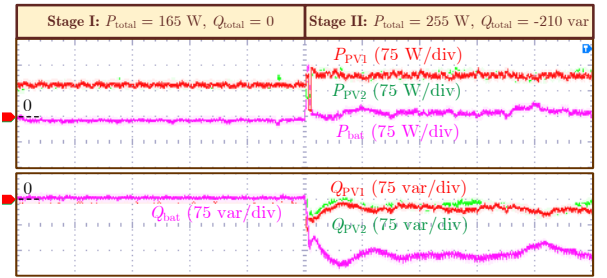 Stage I: P_total = 165 W, Q_total = 0
Stage II: P_total = 255 W, Q_total = -210 var
P_PV1 (75 W/div)
P_PV2 (75 W/div)
0
P_bat (75 W/div)
0
Q_PV1 (75 var/div)
Q_bat (75 var/div)
Q_PV2 (75 var/div)